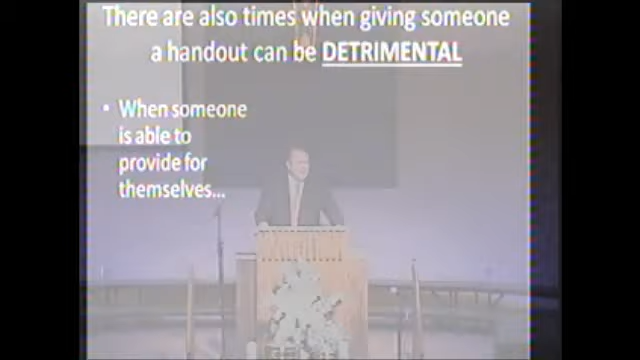 There are also times when giving someone
a handout can be DETRIMENTAL
• When someone
is able to
provide for
themselves...